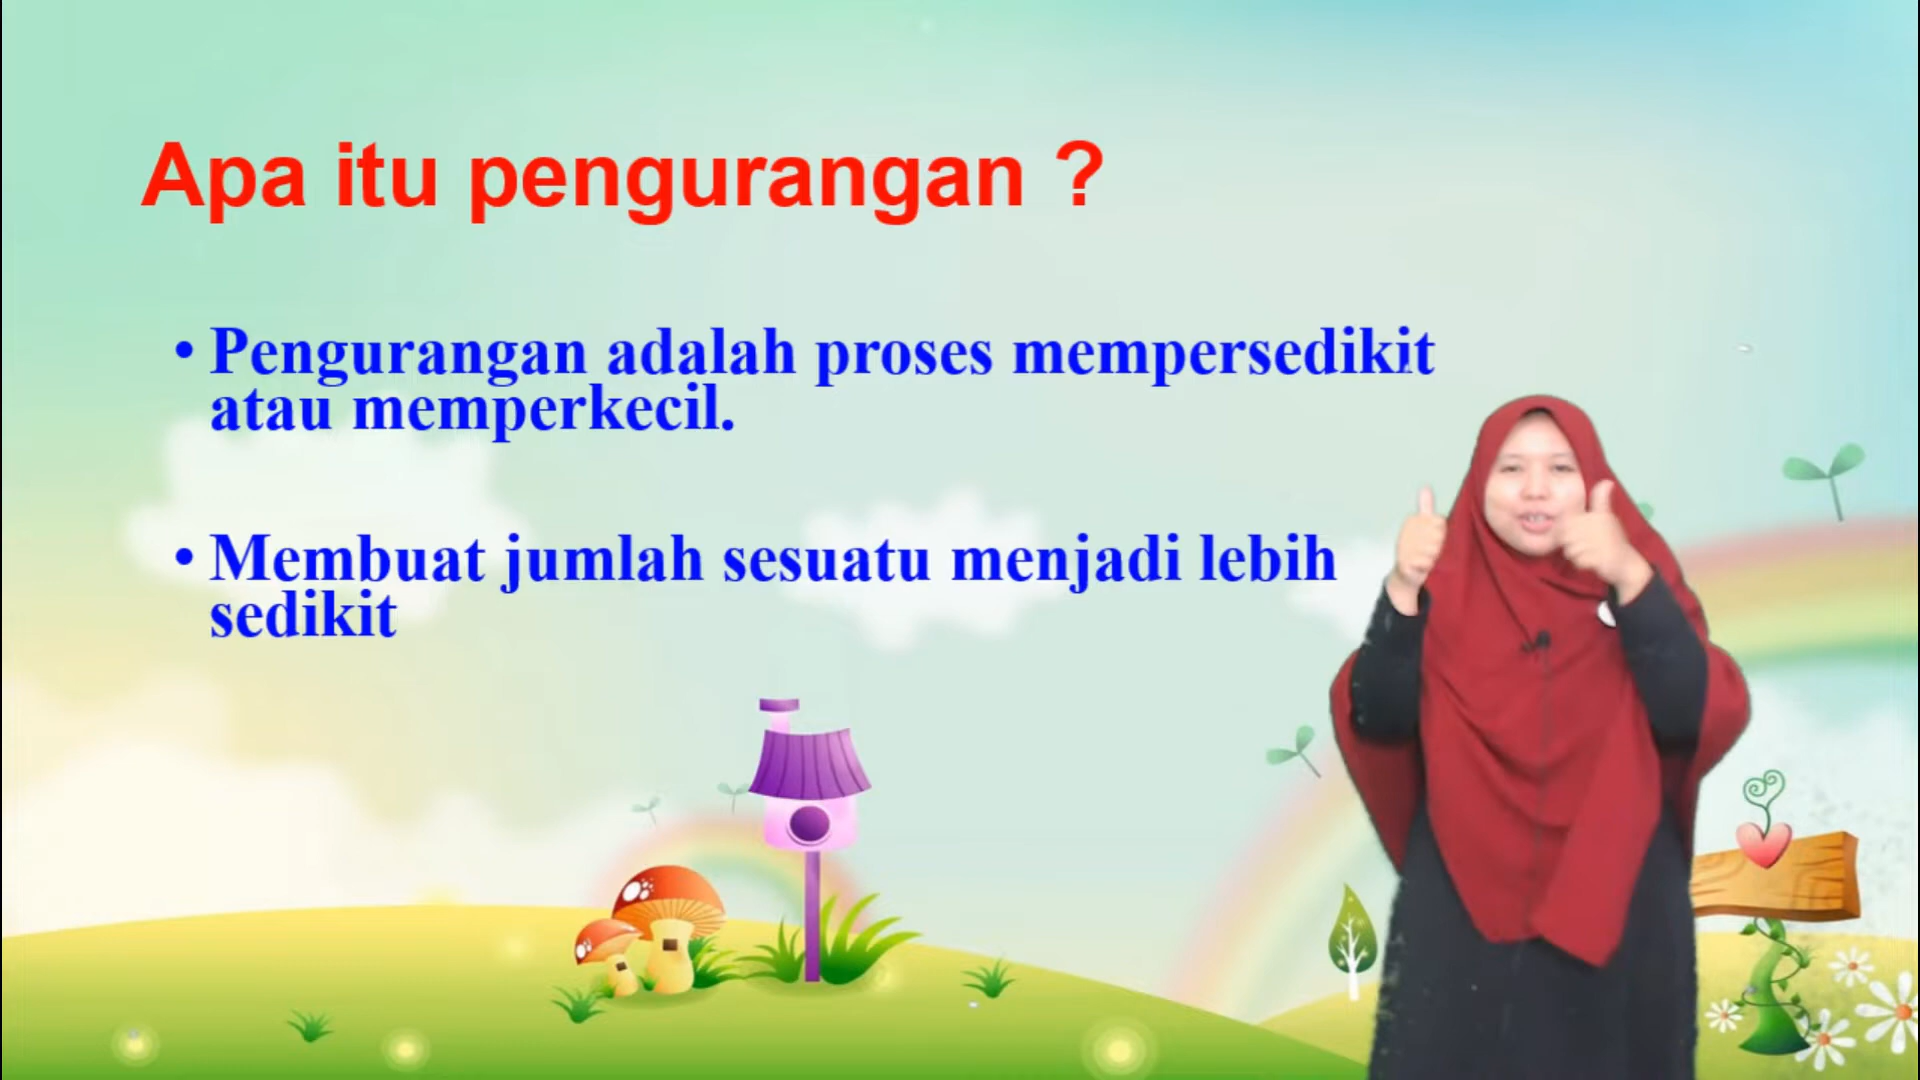 Apa itu pengurangan ?
• Pengurangan adalah proses mempersedikit
atau memperkecil.
• Membuat jumlah sesuatu menjadi lebih
sedikit